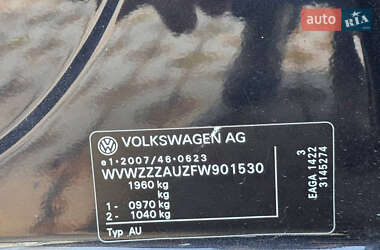 auto RIA
VOLKSWAGEN AG
e1*2007/46*0623
WVWZZZAUZFW901530
1960 kg
kg
1 - 0970 kg
2 - 1040 kg
Typ AU
3
EAGA 1422
3145274